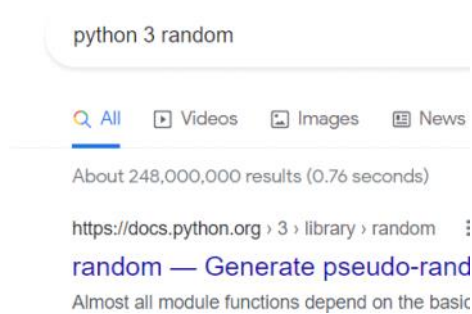 python 3 random
All Videos Images News
About 248,000,000 results (0.76 seconds)
https://docs.python.org › 3 › library › random
random — Generate pseudo-rand
Almost all module functions depend on the basic